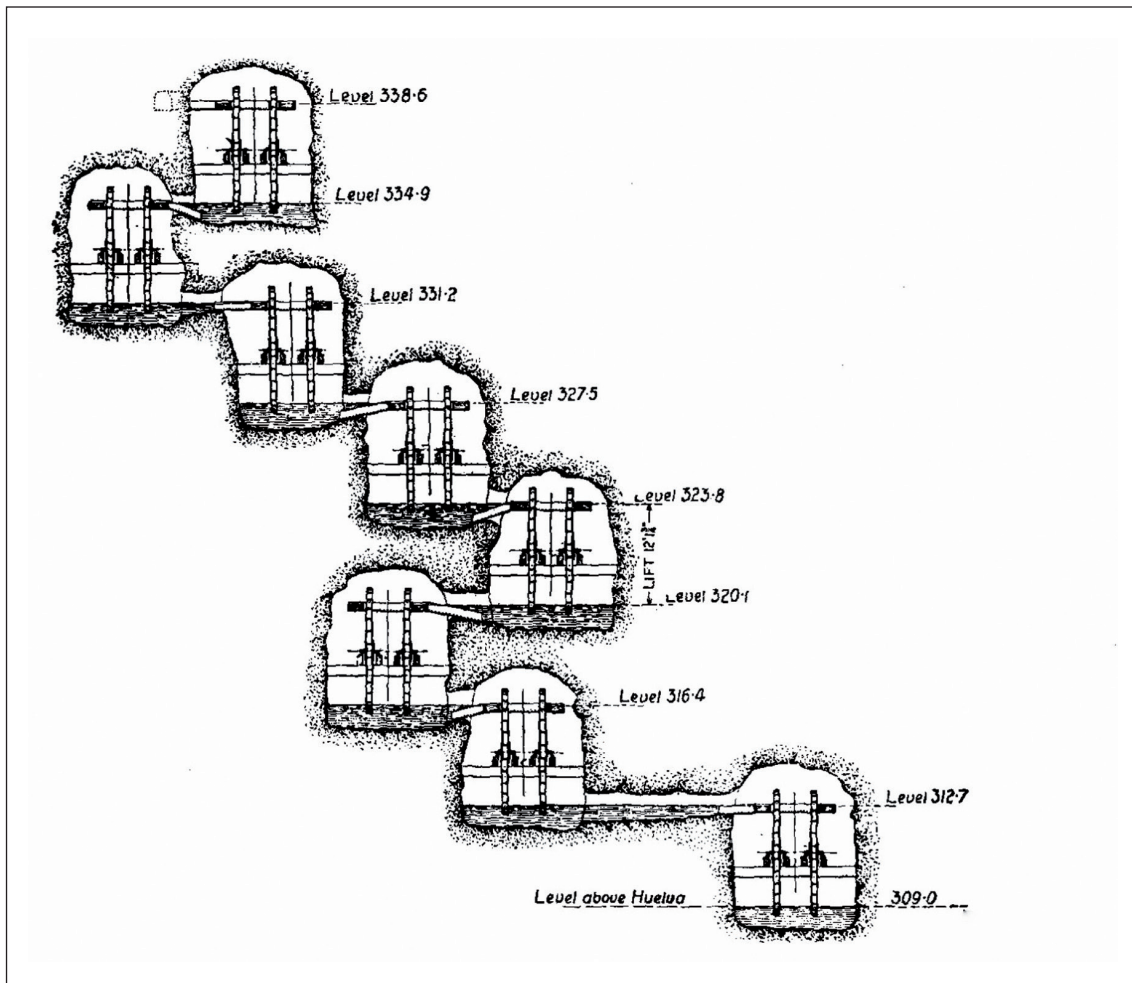 Level 338·6
Level 334·9
Level 331·2
Level 327·5
Level 323·8
LIFT 12'1¾"
Level 320·1
Level 316·4
Level 312·7
Level above Huelva 309·0